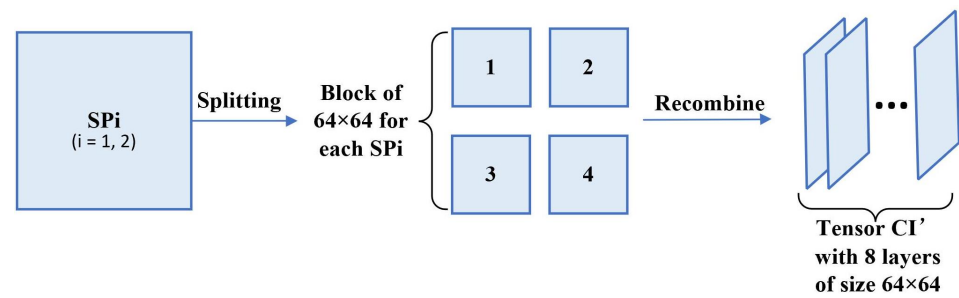 SPi
(i = 1, 2)
Splitting
Block of
64×64 for
each SPi
1
2
3
4
Recombine
Tensor CI’
with 8 layers
of size 64×64